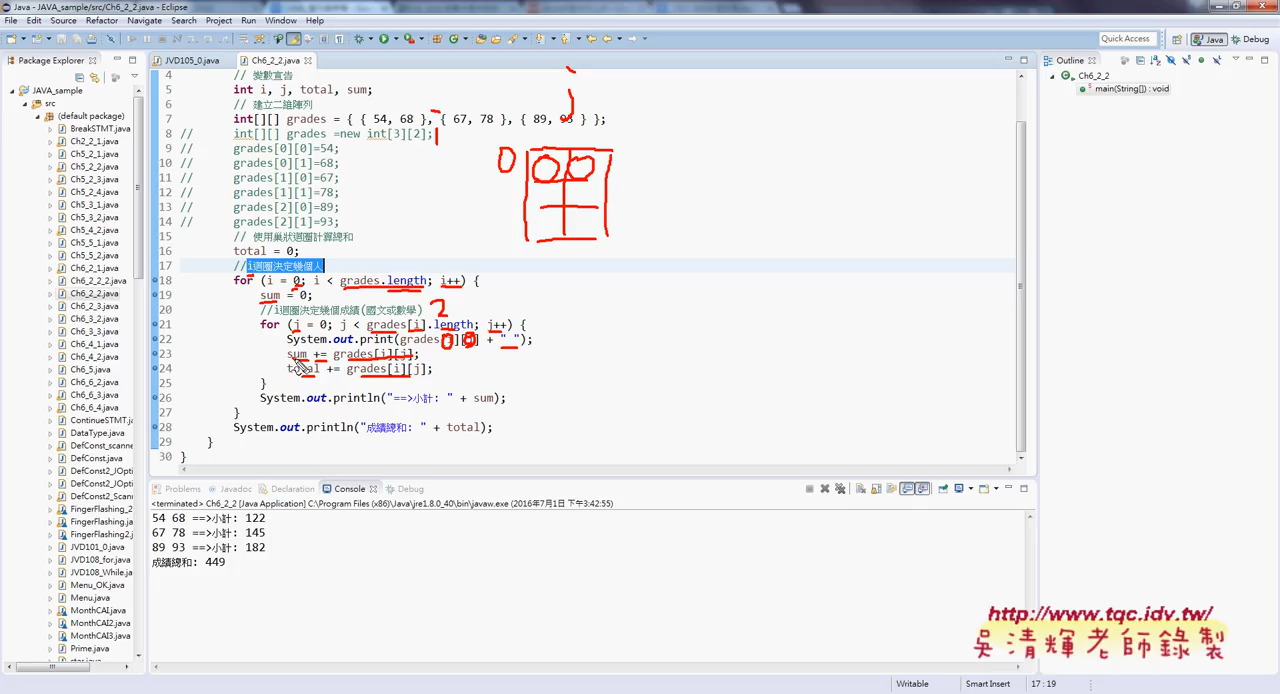 Java - JAVA_sample/src/Ch6_2_2.java - Eclipse
File Edit Source Refactor Navigate Search Project Run Window Help
Quick Access Java Debug
Package Explorer
JAVA_sample
src
(default package)
BreakSTMT.java
Ch2_2_1.java
Ch5_2_1.java
Ch5_2_2.java
Ch5_2_3.java
Ch5_2_4.java
Ch5_3_1.java
Ch5_3_2.java
Ch5_4_1.java
Ch5_4_2.java
Ch5_5_1.java
Ch5_5_2.java
Ch6_2_1.java
Ch6_2_2_2.java
Ch6_2_2.java
Ch6_2_3.java
Ch6_3_1.java
Ch6_3_2.java
Ch6_4_1.java
Ch6_5.java
Ch6_6_2.java
Ch6_6_3.java
Ch6_6_4.java
ContinueSTMT.java
DataType.java
DefConst_scanne
DefConst.java
DefConst2_JOpti
DefConst2_Scan
FingerFlashing_2
FingerFlashing.ja
FingerFlashing2.j
JVD101_0.java
JVD108_for.java
JVD108_While.ja
Menu_OK.java
Menu.java
MonthCAI.java
MonthCAI2.java
MonthCAI3.java
Prime.java
JVD105_0.java Ch6_2_2.java
4 // 變數宣告
5 int i, j, total, sum;
6 // 建立二維陣列
7 int[][] grades = { { 54, 68 }, { 67, 78 }, { 89, 93 } };
8 // int[][] grades =new int[3][2];
9 // grades[0][0]=54;
10 // grades[0][1]=68;
11 // grades[1][0]=67;
12 // grades[1][1]=78;
13 // grades[2][0]=89;
14 // grades[2][1]=93;
15 // 使用巢狀迴圈計算總和
16 total = 0;
17 //i迴圈決定幾個人
18 for (i = 0; i < grades.length; i++) {
19 sum = 0;
20 //i迴圈決定幾個成績(國文或數學)
21 for (j = 0; j < grades[i].length; j++) {
22 System.out.print(grades[i][j] + " ");
23 sum += grades[i][j];
24 total += grades[i][j];
25 }
26 System.out.println("==>小計: " + sum);
27 }
28 System.out.println("成績總和: " + total);
29 }
30 }
j
0
2
0 0
Outline
Ch6_2_2
main(String[]) : void
Problems Javadoc Declaration Console Debug
<terminated> Ch6_2_2 [Java Application] C:\Program Files (x86)\Java\jre1.8.0_40\bin\javaw.exe (2016年7月1日 下午3:42:55)
54 68 ==>小計: 122
67 78 ==>小計: 145
89 93 ==>小計: 182
成績總和: 449
http://www.tqc.idv.tw/
吳清輝老師錄製
Writable Smart Insert 17 : 19